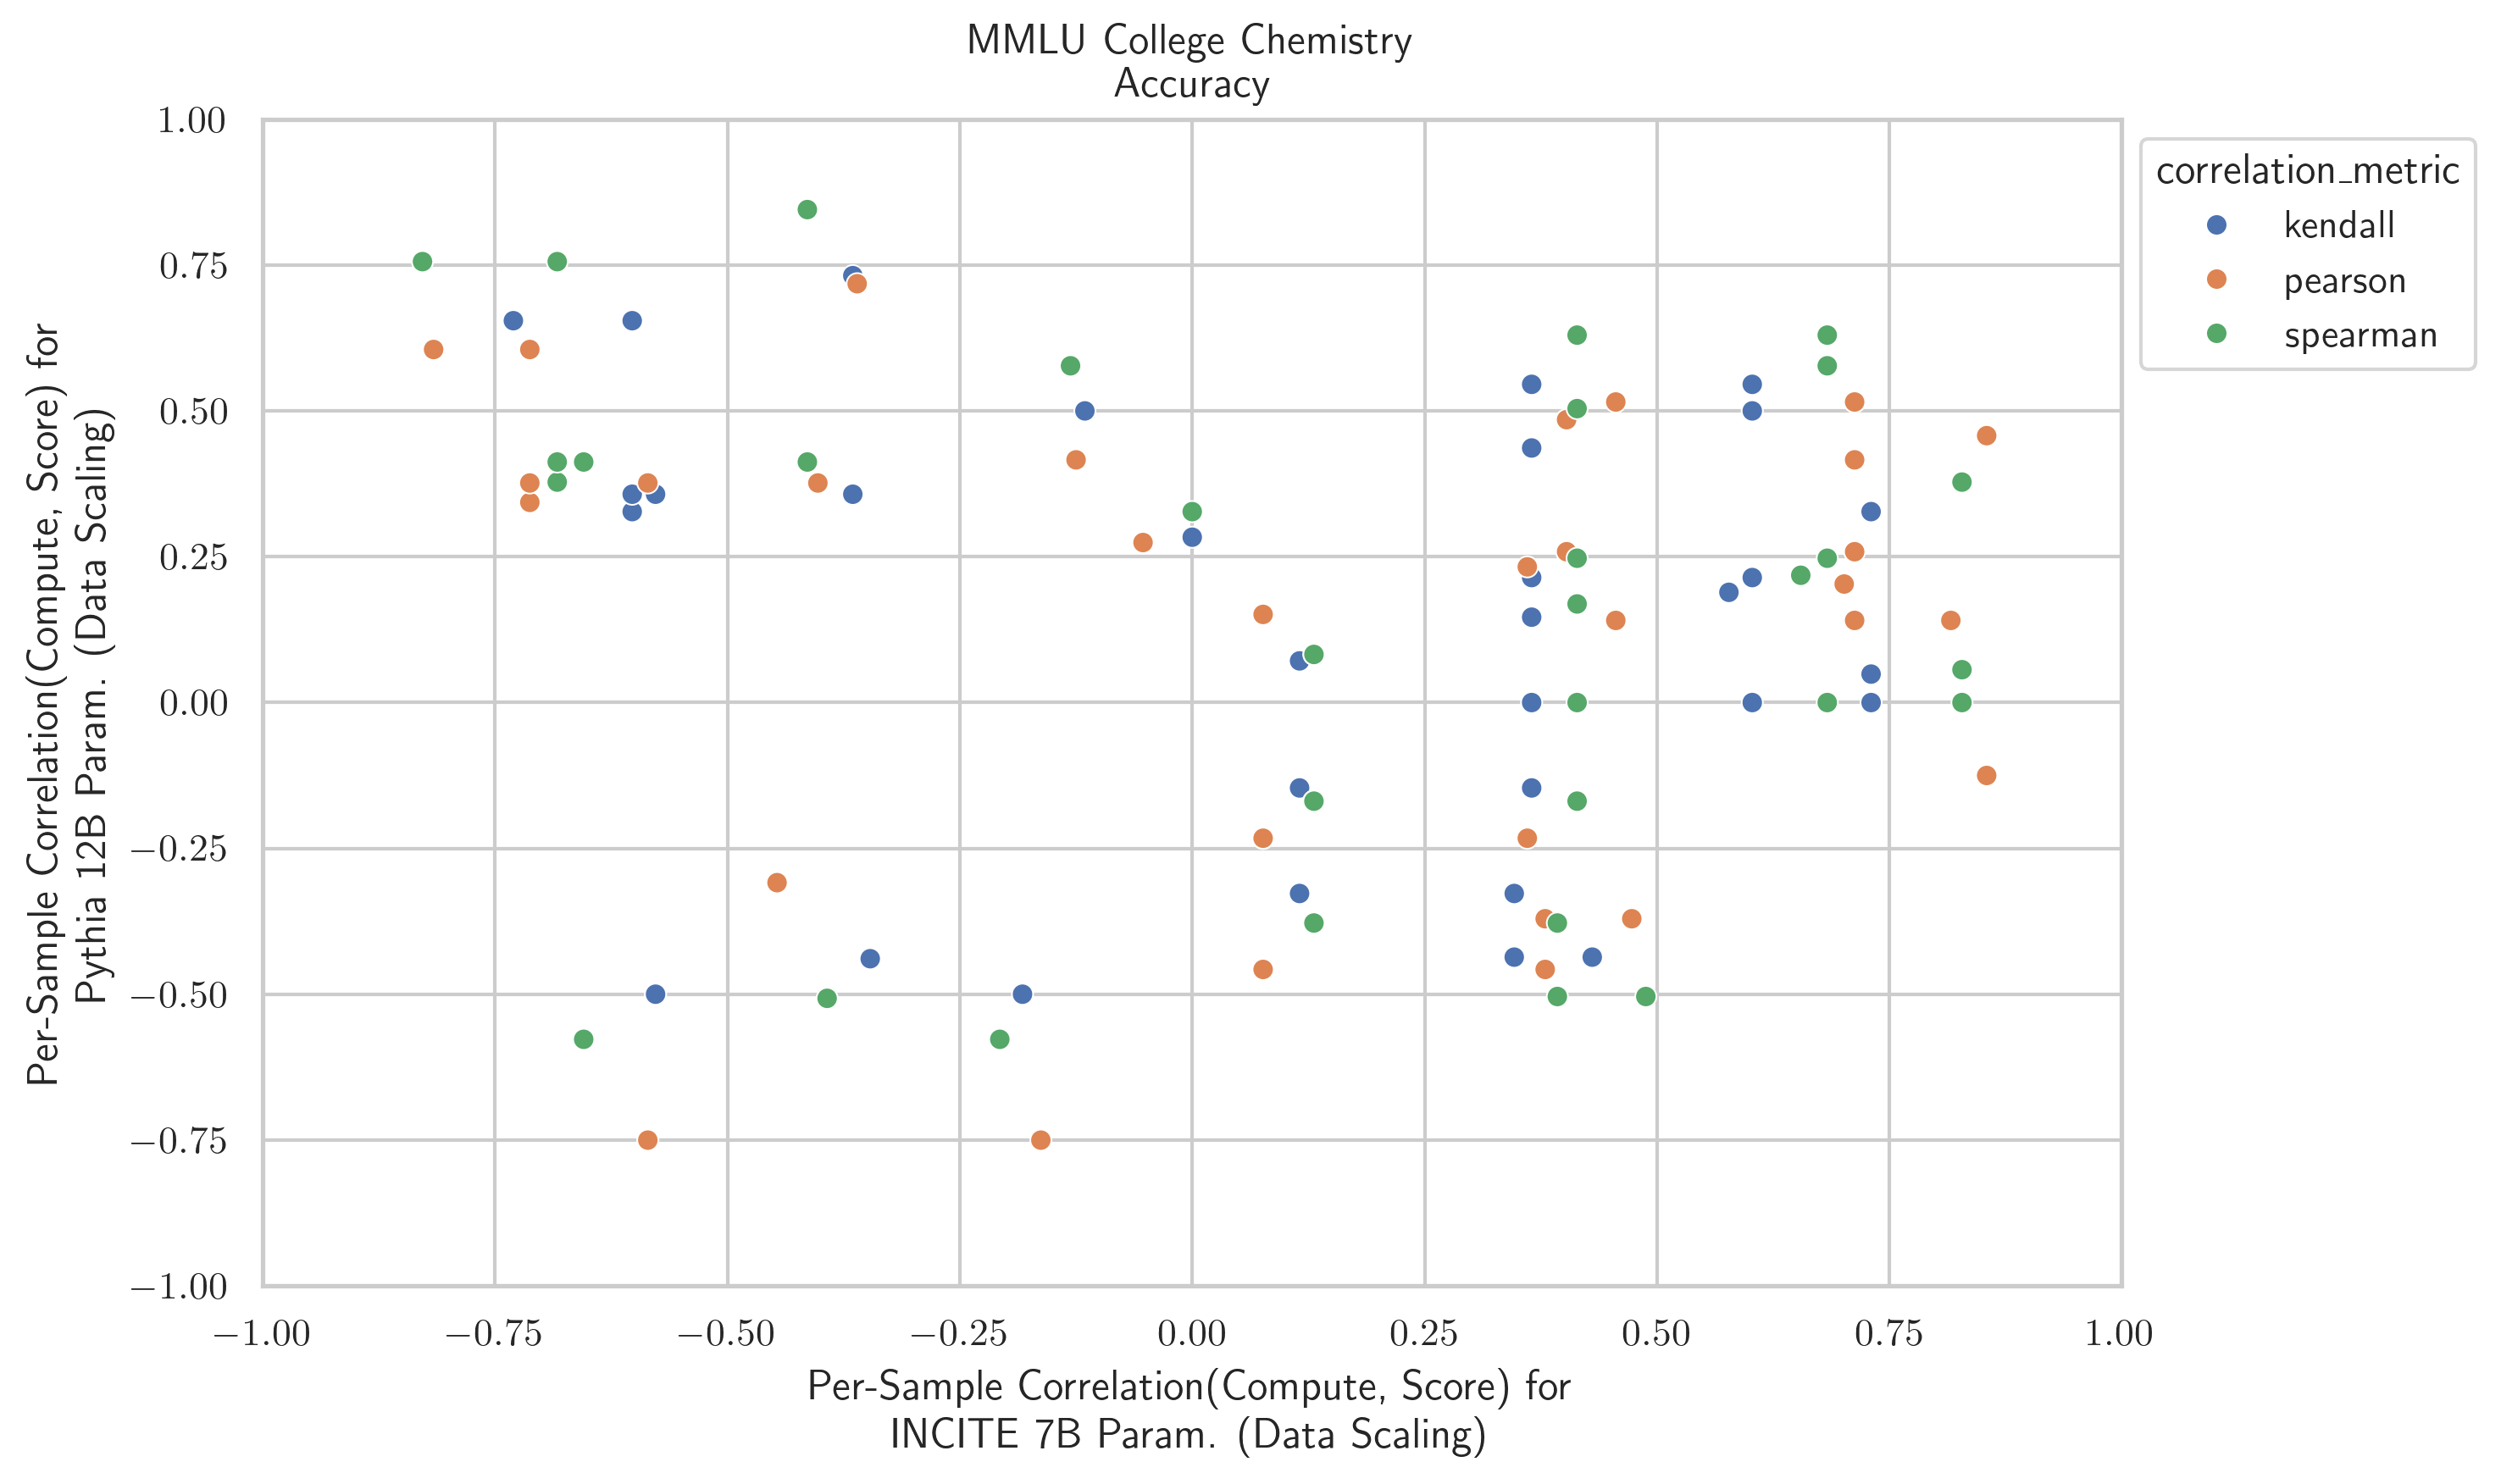 MMLU College Chemistry
Accuracy
correlation_metric
kendall
pearson
spearman
Per-Sample Correlation(Compute, Score) for
Pythia 12B Param. (Data Scaling)
1.00
0.75
0.50
0.25
0.00
−0.25
−0.50
−0.75
−1.00
−1.00
−0.75
−0.50
−0.25
0.00
0.25
0.50
0.75
1.00
Per-Sample Correlation(Compute, Score) for
INCITE 7B Param. (Data Scaling)